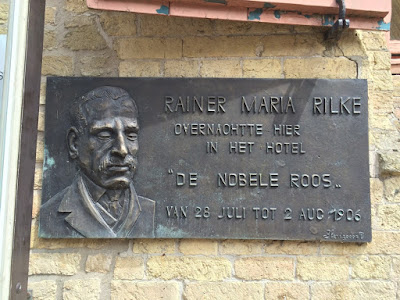 RAINER MARIA RILKE
OVERNACHTTE HIER
IN HET HOTEL
"DE NOBELE ROOS„
VAN 28 JULI TOT 2 AUG 1906